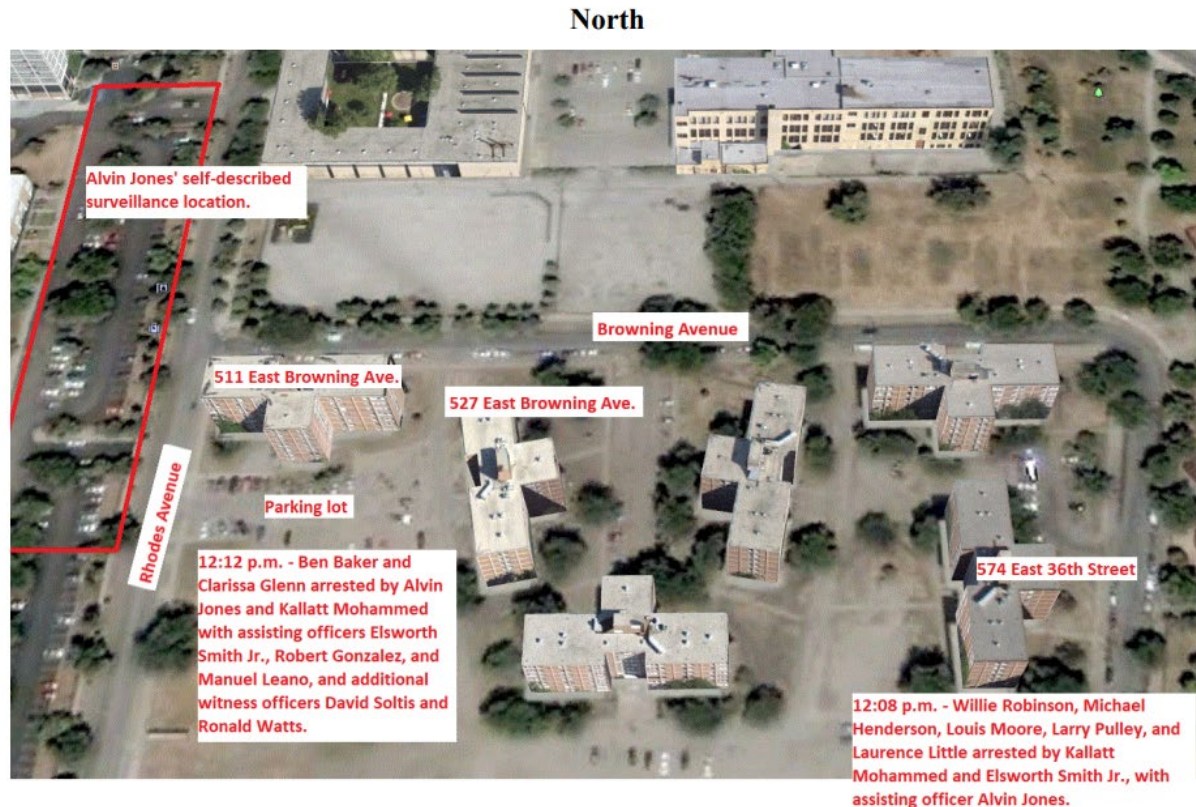 North
Alvin Jones' self-described
surveillance location.
Browning Avenue
511 East Browning Ave.
527 East Browning Ave.
Rhodes Avenue
Parking lot
574 East 36th Street
12:12 p.m. - Ben Baker and
Clarissa Glenn arrested by Alvin
Jones and Kallatt Mohammed
with assisting officers Elsworth
Smith Jr., Robert Gonzalez, and
Manuel Leano, and additional
witness officers David Soltis and
Ronald Watts.
12:08 p.m. - Willie Robinson, Michael
Henderson, Louis Moore, Larry Pulley, and
Laurence Little arrested by Kallatt
Mohammed and Elsworth Smith Jr., with
assisting officer Alvin Jones.